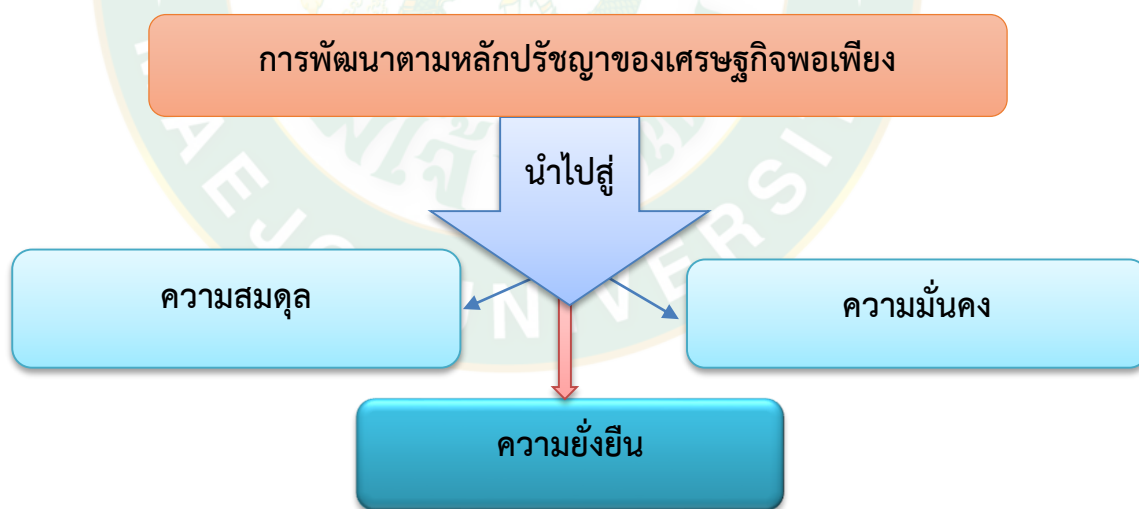 การพัฒนาตามหลักปรัชญาของเศรษฐกิจพอเพียง
นำไปสู่
ความสมดุล
ความมั่นคง
ความยั่งยืน